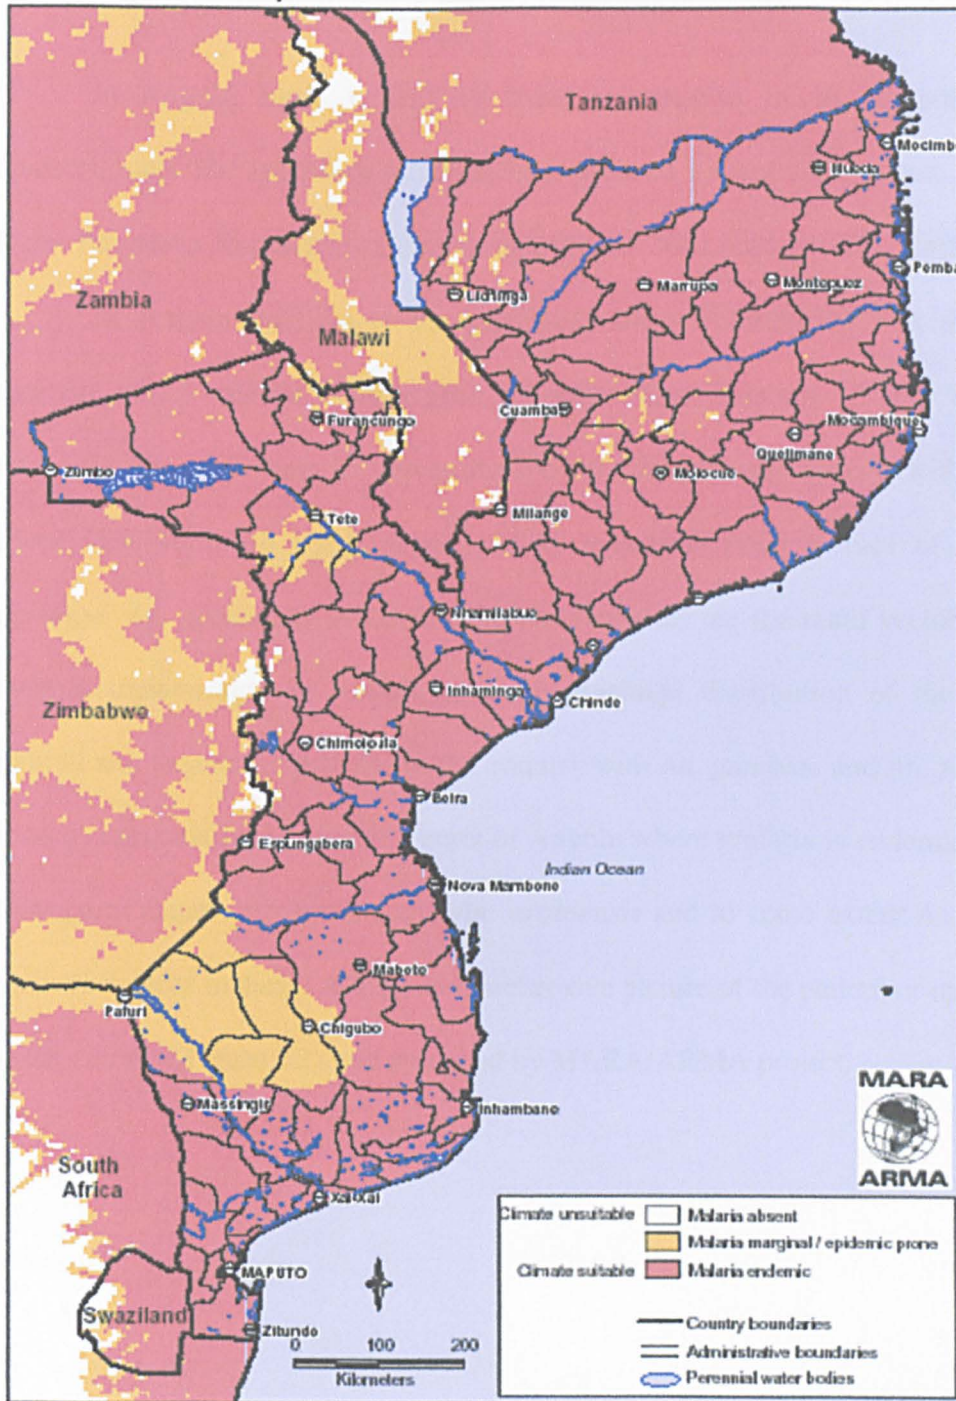 Tanzania
Mocimb
Nubcia
Pemba
Zambia
Lichinga
Marrupa
Montepuez
Malawi
Cuamba
Mocambique
Furancungo
Quelimane
Zumbo
Molocue
Milange
Tete
Inhaminga
Chinde
Zimbabwe
Beira
Espungabera
Indian Ocean
Nova Mambone
Mabote
Pafuri
Chigubo
MARA
Massingir
Inhambane
ARMA
South
Africa
Xai-Xai
Climate unsuitable
Malaria absent
Malaria marginal / epidemic prone
MAPUTO
Climate suitable
Malaria endemic
Swaziland
Zitundo
Country boundaries
0 100 200
Administrative boundaries
Kilometers
Perennial water bodies